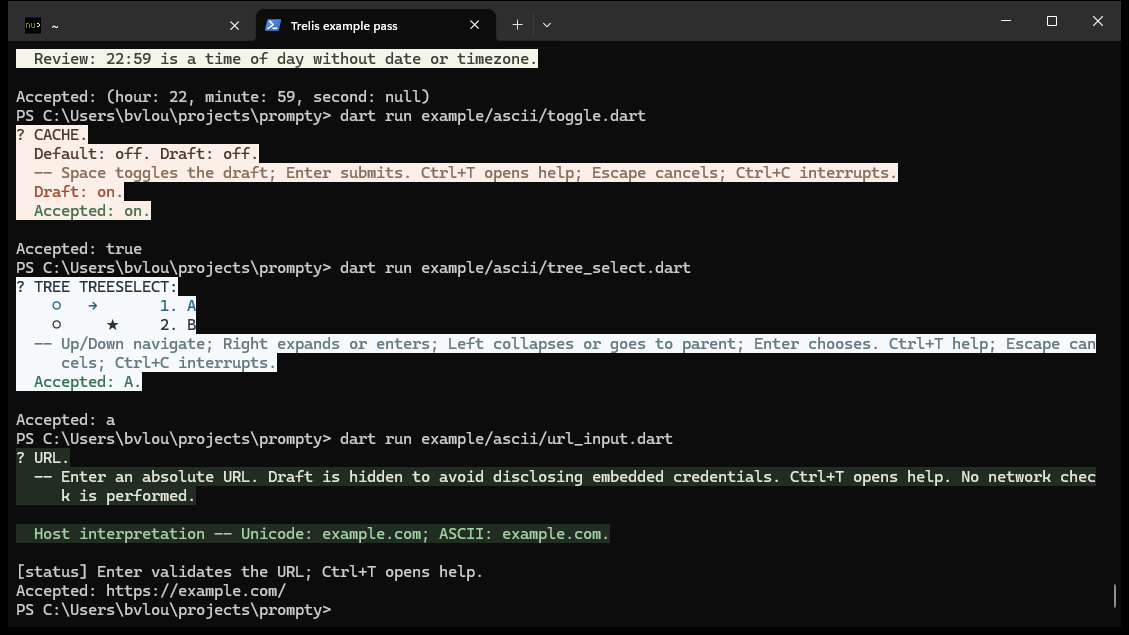 nu> ~
Trelis example pass
Review: 22:59 is a time of day without date or timezone.
Accepted: (hour: 22, minute: 59, second: null)
PS C:\Users\bvlou\projects\prompty> dart run example/ascii/toggle.dart
? CACHE.
Default: off. Draft: off.
-- Space toggles the draft; Enter submits. Ctrl+T opens help; Escape cancels; Ctrl+C interrupts.
Draft: on.
Accepted: on.
Accepted: true
PS C:\Users\bvlou\projects\prompty> dart run example/ascii/tree_select.dart
? TREE TREESELECT:
○ → 1. A
○ ★ 2. B
-- Up/Down navigate; Right expands or enters; Left collapses or goes to parent; Enter chooses. Ctrl+T help; Escape can
cels; Ctrl+C interrupts.
Accepted: A.
Accepted: a
PS C:\Users\bvlou\projects\prompty> dart run example/ascii/url_input.dart
? URL.
-- Enter an absolute URL. Draft is hidden to avoid disclosing embedded credentials. Ctrl+T opens help. No network chec
k is performed.
Host interpretation -- Unicode: example.com; ASCII: example.com.
[status] Enter validates the URL; Ctrl+T opens help.
Accepted: https://example.com/
PS C:\Users\bvlou\projects\prompty>